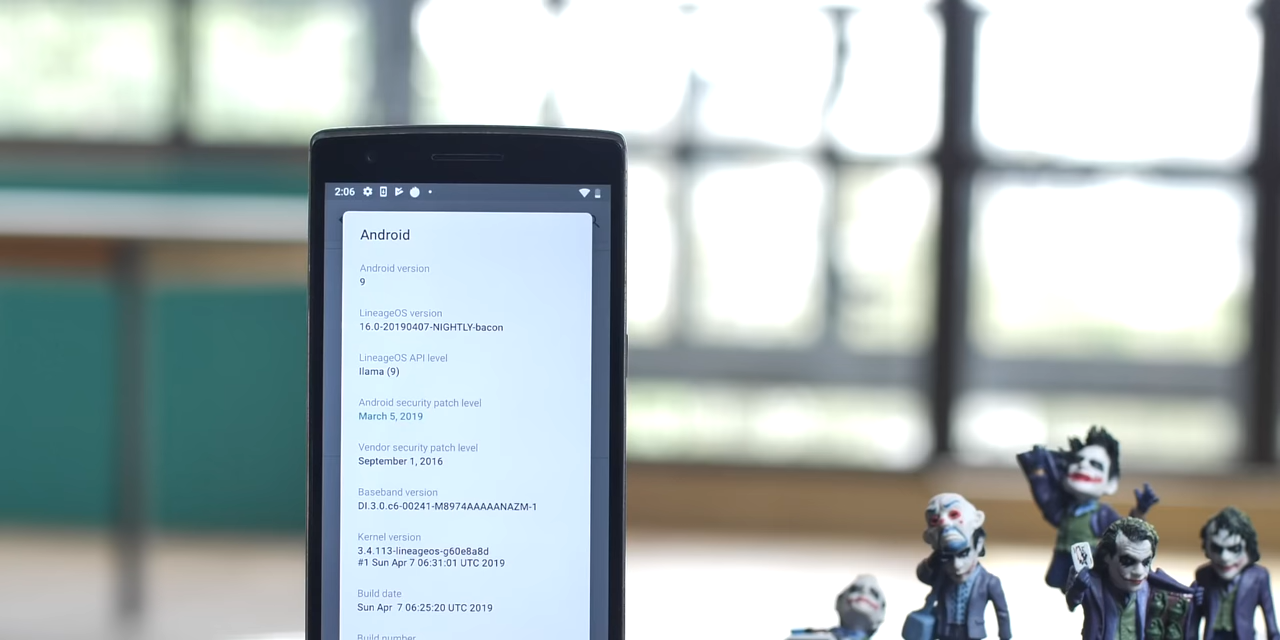 2:06
Android
Android version
9
LineageOS version
16.0-20190407-NIGHTLY-bacon
LineageOS API level
llama (9)
Android security patch level
March 5, 2019
Vendor security patch level
September 1, 2016
Baseband version
DI.3.0.c6-00241-M8974AAAAANAZM-1
Kernel version
3.4.113-lineageos-g60e8a8d
#1 Sun Apr 7 06:31:01 UTC 2019
Build date
Sun Apr 7 06:25:20 UTC 2019
Build number